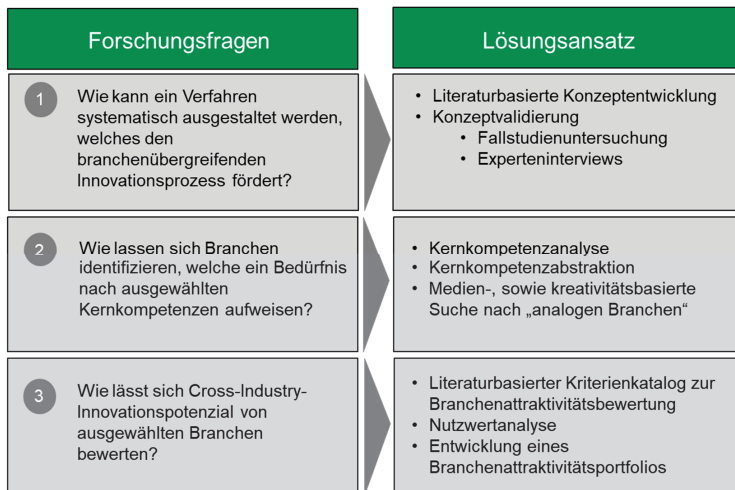 Forschungsfragen
Lösungsansatz
1
Wie kann ein Verfahren
systematisch ausgestaltet werden,
welches den
branchenübergreifenden
Innovationsprozess fördert?
• Literaturbasierte Konzeptentwicklung
• Konzeptvalidierung
• Fallstudienuntersuchung
• Experteninterviews
2
Wie lassen sich Branchen
identifizieren, welche ein Bedürfnis
nach ausgewählten
Kernkompetenzen aufweisen?
• Kernkompetenzanalyse
• Kernkompetenzabstraktion
• Medien-, sowie kreativitätsbasierte
Suche nach „analogen Branchen“
3
Wie lässt sich Cross-Industry-
Innovationspotenzial von
ausgewählten Branchen
bewerten?
• Literaturbasierter Kriterienkatalog zur
Branchenattraktivitätsbewertung
• Nutzwertanalyse
• Entwicklung eines
Branchenattraktivitätsportfolios